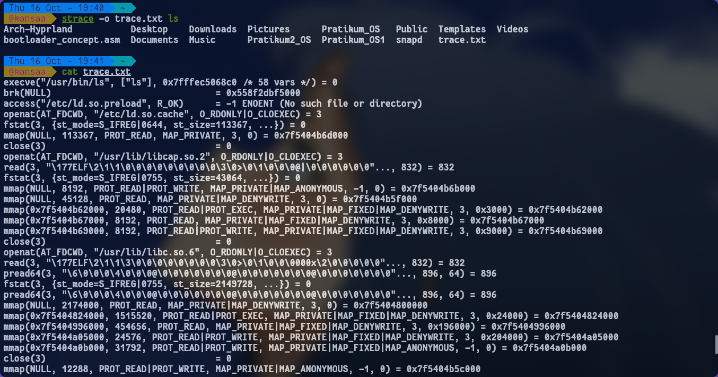 Thu 16 Oct - 19:40 ~
@kansaa strace -o trace.txt ls
Arch-Hyprland Desktop Downloads Pictures Pratikum_OS Public Templates Videos
bootloader_concept.asm Documents Music Pratikum2_OS Pratikum_OS1 snapd trace.txt
Thu 16 Oct - 19:41 ~
@kansaa cat trace.txt
execve("/usr/bin/ls", ["ls"], 0x7fffec5068c0 /* 58 vars */) = 0
brk(NULL) = 0x558f2dbf5000
access("/etc/ld.so.preload", R_OK) = -1 ENOENT (No such file or directory)
openat(AT_FDCWD, "/etc/ld.so.cache", O_RDONLY|O_CLOEXEC) = 3
fstat(3, {st_mode=S_IFREG|0644, st_size=113367, ...}) = 0
mmap(NULL, 113367, PROT_READ, MAP_PRIVATE, 3, 0) = 0x7f5404b6d000
close(3) = 0
openat(AT_FDCWD, "/usr/lib/libcap.so.2", O_RDONLY|O_CLOEXEC) = 3
read(3, "\177ELF\2\1\1\0\0\0\0\0\0\0\0\0\3\0>\0\1\0\0\0@|\0\0\0\0\0\0"..., 832) = 832
fstat(3, {st_mode=S_IFREG|0755, st_size=43064, ...}) = 0
mmap(NULL, 8192, PROT_READ|PROT_WRITE, MAP_PRIVATE|MAP_ANONYMOUS, -1, 0) = 0x7f5404b6b000
mmap(NULL, 45128, PROT_READ, MAP_PRIVATE|MAP_DENYWRITE, 3, 0) = 0x7f5404b5f000
mmap(0x7f5404b62000, 20480, PROT_READ|PROT_EXEC, MAP_PRIVATE|MAP_FIXED|MAP_DENYWRITE, 3, 0x3000) = 0x7f5404b62000
mmap(0x7f5404b67000, 8192, PROT_READ, MAP_PRIVATE|MAP_FIXED|MAP_DENYWRITE, 3, 0x8000) = 0x7f5404b67000
mmap(0x7f5404b69000, 8192, PROT_READ|PROT_WRITE, MAP_PRIVATE|MAP_FIXED|MAP_DENYWRITE, 3, 0x9000) = 0x7f5404b69000
close(3) = 0
openat(AT_FDCWD, "/usr/lib/libc.so.6", O_RDONLY|O_CLOEXEC) = 3
read(3, "\177ELF\2\1\1\3\0\0\0\0\0\0\0\0\3\0>\0\1\0\0\0000x\2\0\0\0\0\0"..., 832) = 832
pread64(3, "\6\0\0\0\4\0\0\0@\0\0\0\0\0\0\0@\0\0\0\0\0\0\0@\0\0\0\0\0\0\0"..., 896, 64) = 896
fstat(3, {st_mode=S_IFREG|0755, st_size=2149728, ...}) = 0
pread64(3, "\6\0\0\0\4\0\0\0@\0\0\0\0\0\0\0@\0\0\0\0\0\0\0@\0\0\0\0\0\0\0"..., 896, 64) = 896
mmap(NULL, 2174000, PROT_READ, MAP_PRIVATE|MAP_DENYWRITE, 3, 0) = 0x7f5404800000
mmap(0x7f5404824000, 1515520, PROT_READ|PROT_EXEC, MAP_PRIVATE|MAP_FIXED|MAP_DENYWRITE, 3, 0x24000) = 0x7f5404824000
mmap(0x7f5404996000, 454656, PROT_READ, MAP_PRIVATE|MAP_FIXED|MAP_DENYWRITE, 3, 0x196000) = 0x7f5404996000
mmap(0x7f5404a05000, 24576, PROT_READ|PROT_WRITE, MAP_PRIVATE|MAP_FIXED|MAP_DENYWRITE, 3, 0x204000) = 0x7f5404a05000
mmap(0x7f5404a0b000, 31792, PROT_READ|PROT_WRITE, MAP_PRIVATE|MAP_FIXED|MAP_ANONYMOUS, -1, 0) = 0x7f5404a0b000
close(3) = 0
mmap(NULL, 12288, PROT_READ|PROT_WRITE, MAP_PRIVATE|MAP_ANONYMOUS, -1, 0) = 0x7f5404b5c000